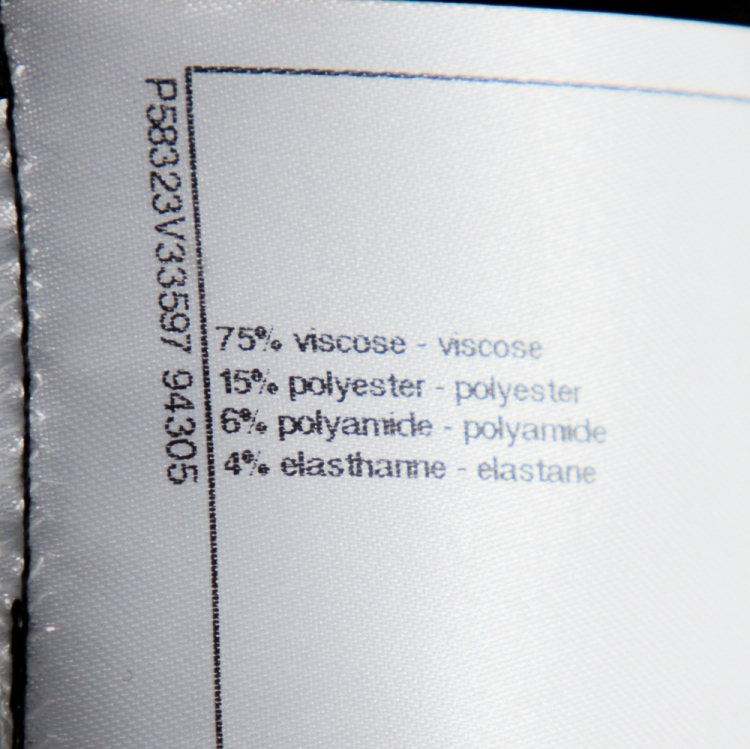 P58323V33597 94305
75% viscose - viscose
15% polyester - polyester
6% polyamide - polyamide
4% elasthanne - elastane